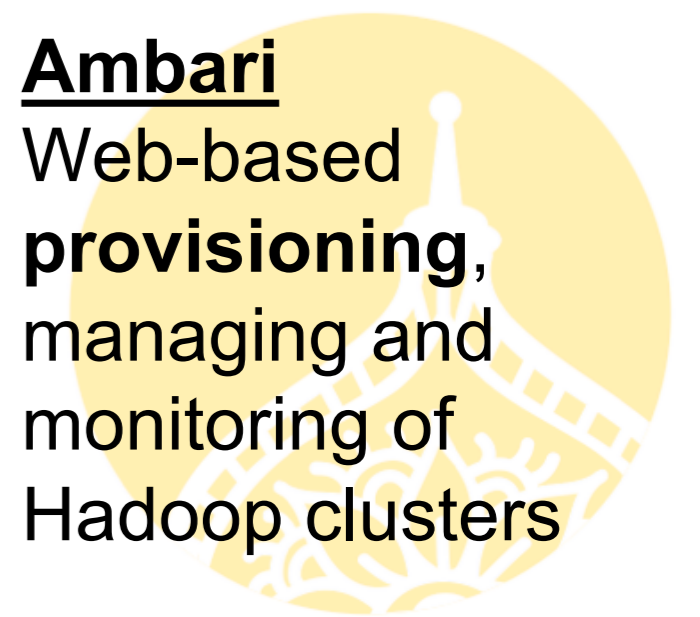 Ambari
Web-based
provisioning,
managing and
monitoring of
Hadoop clusters